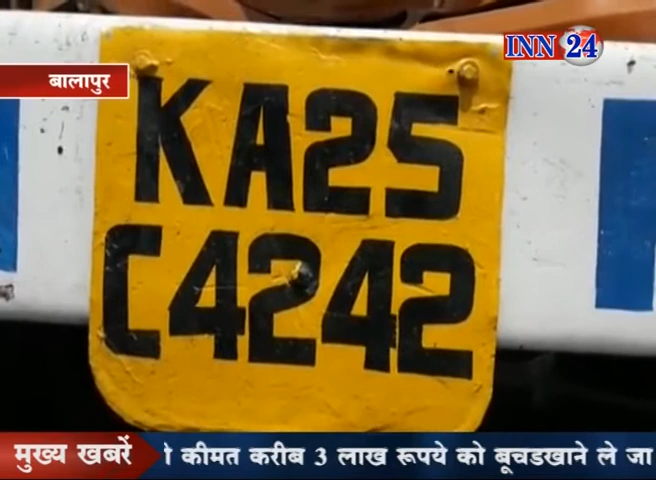 INN 24
बालापुर
KA25
C4242
मुख्य खबरें
कीमत करीब 3 लाख रूपये को बूचडखाने ले जा